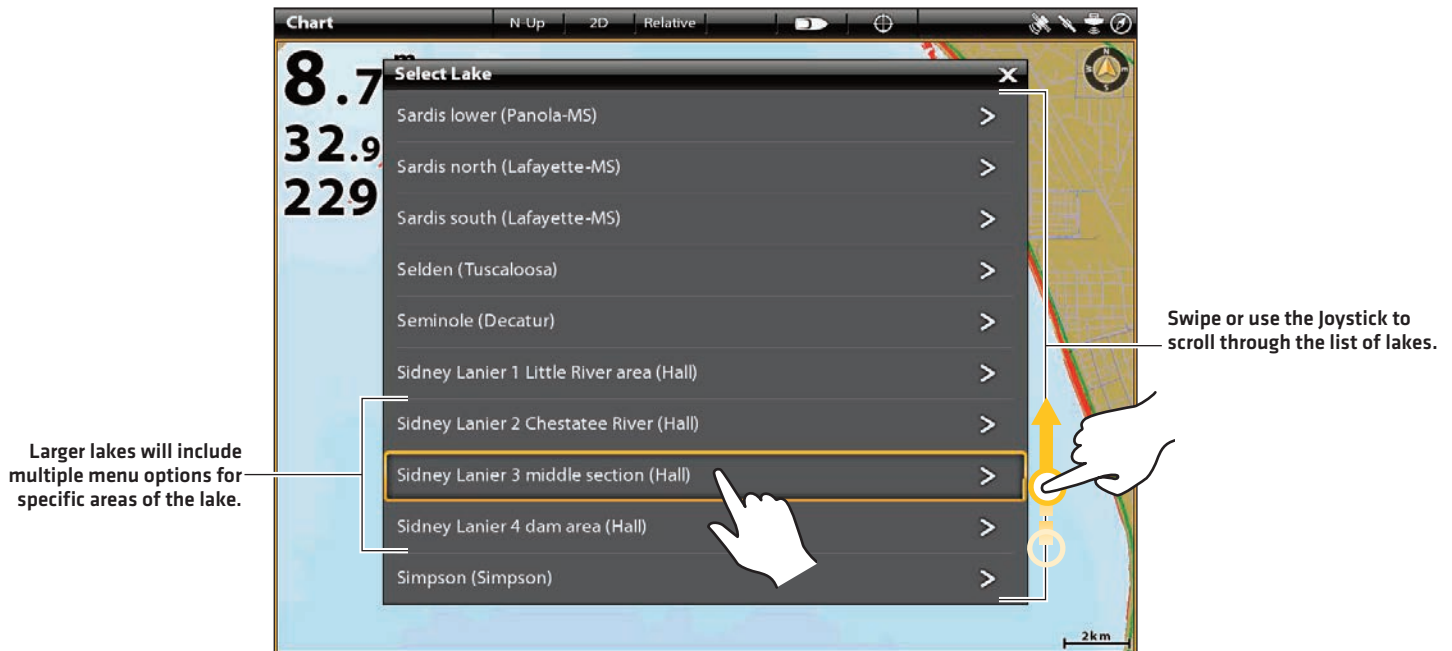 Chart
N-Up
2D
Relative
8.7 m
32.9
229
N
S
Select Lake
X
Sardis lower (Panola-MS)
Sardis north (Lafayette-MS)
Sardis south (Lafayette-MS)
Selden (Tuscaloosa)
Seminole (Decatur)
Sidney Lanier 1 Little River area (Hall)
Sidney Lanier 2 Chestatee River (Hall)
Sidney Lanier 3 middle section (Hall)
Sidney Lanier 4 dam area (Hall)
Simpson (Simpson)
2km
Larger lakes will include
multiple menu options for
specific areas of the lake.
Swipe or use the Joystick to
scroll through the list of lakes.